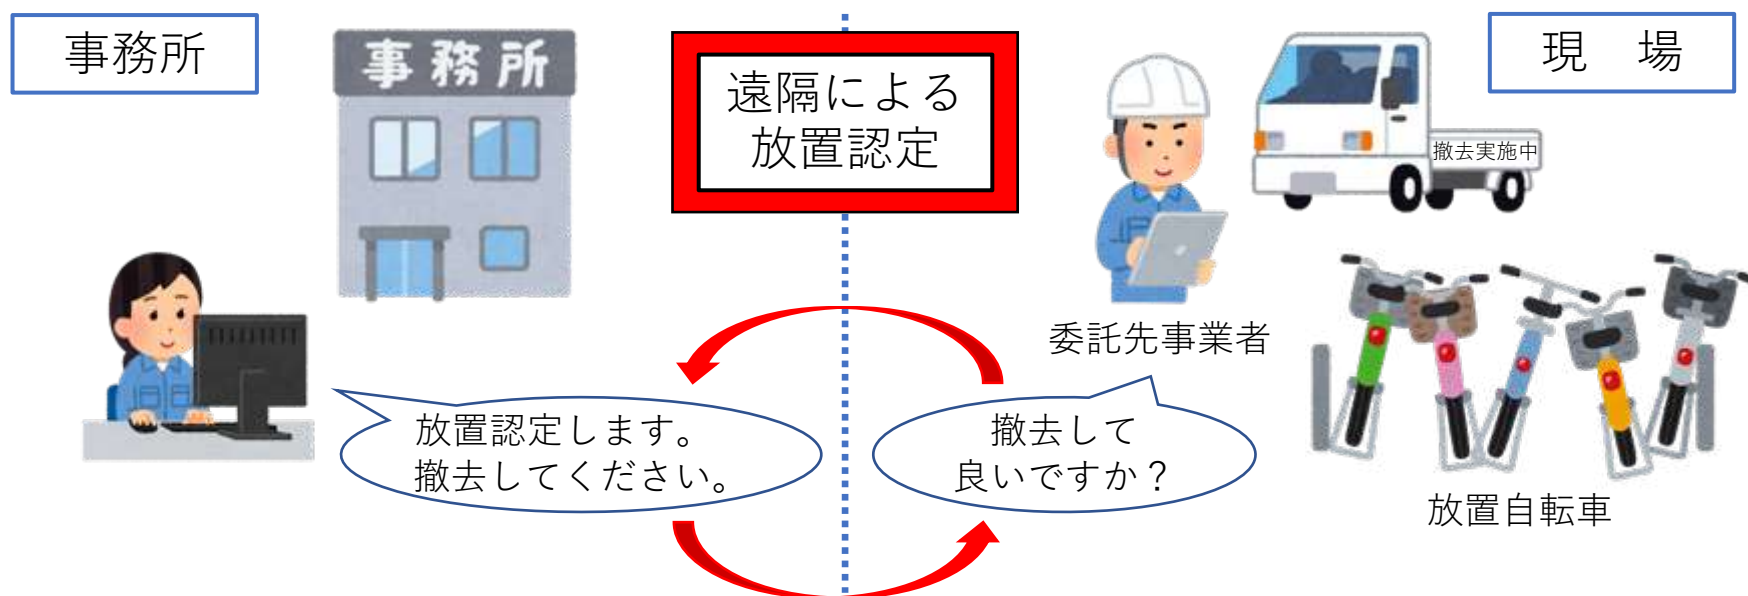 事務所
事務所
遠隔による
放置認定
現　場
撤去実施中
委託先事業者
放置認定します。
撤去してください。
撤去して
良いですか？
放置自転車